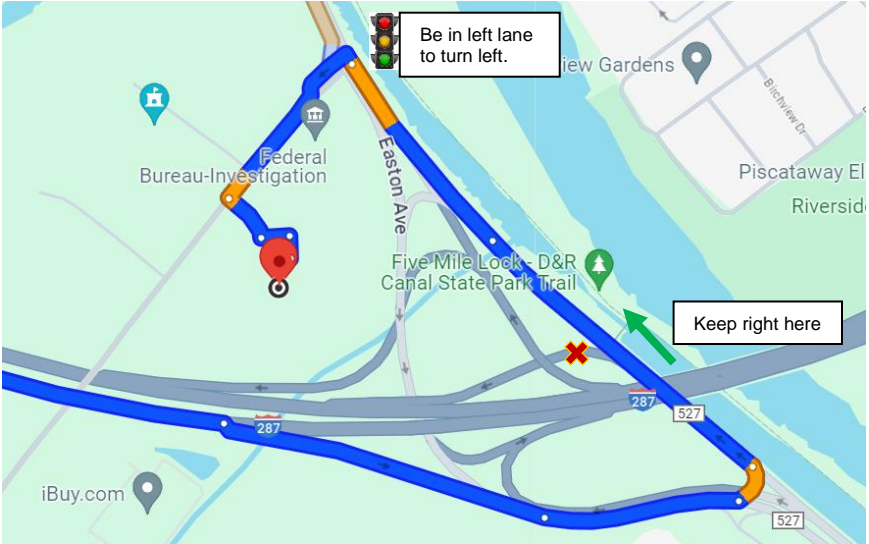 Be in left lane
to turn left.
iew Gardens
Birchview Dr
Federal
Bureau-Investigation
Easton Ave
Piscataway El
Riversid
Five Mile Lock - D&R
Canal State Park Trail
Keep right here
287
527
287
iBuy.com
527